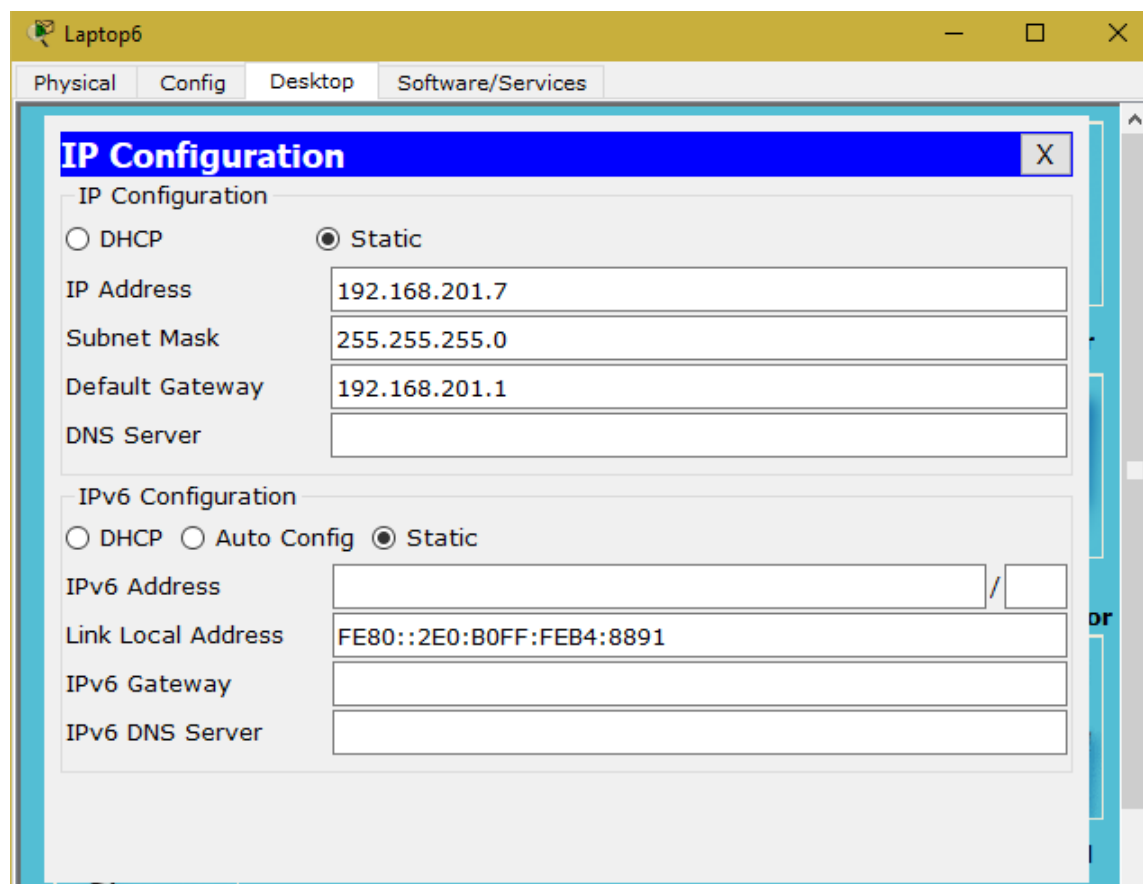 Laptop6
Physical Config Desktop Software/Services
IP Configuration X
IP Configuration
DHCP Static
IP Address 192.168.201.7
Subnet Mask 255.255.255.0
Default Gateway 192.168.201.1
DNS Server
IPv6 Configuration
DHCP Auto Config Static
IPv6 Address /
Link Local Address FE80::2E0:B0FF:FEB4:8891
IPv6 Gateway
IPv6 DNS Server